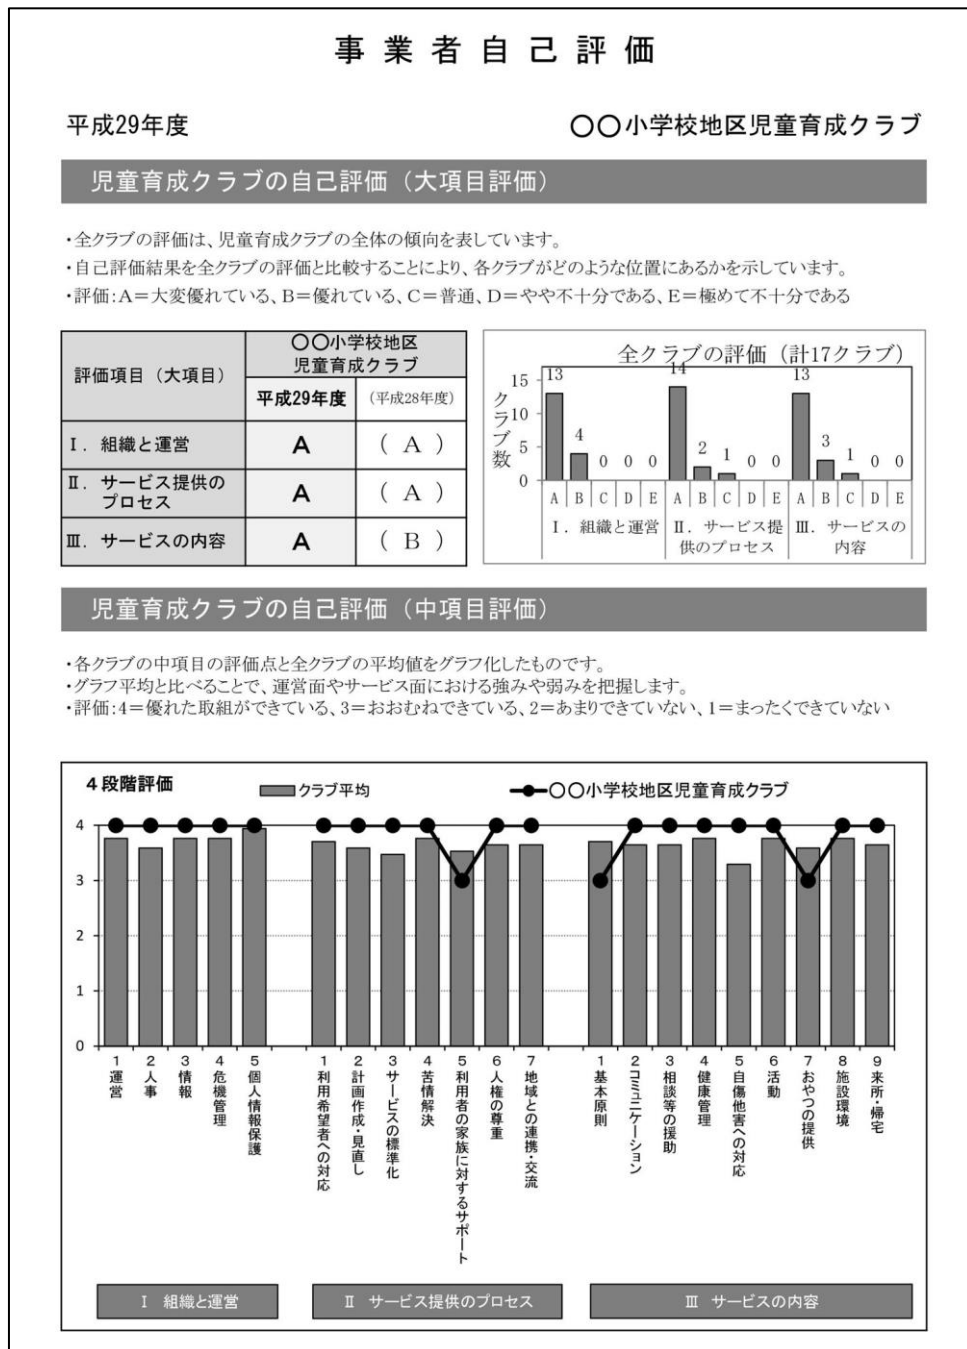 事業者自己評価
平成29年度
〇〇小学校地区児童育成クラブ
児童育成クラブの自己評価（大項目評価）
・全クラブの評価は、児童育成クラブの全体の傾向を表しています。
・自己評価結果を全クラブの評価と比較することにより、各クラブがどのような位置にあるかを示しています。
・評価：A＝大変優れている、B＝優れている、C＝普通、D＝やや不十分である、E＝極めて不十分である
評価項目（大項目）
〇〇小学校地区
児童育成クラブ
平成29年度
（平成28年度）
Ⅰ．組織と運営
A
（ A ）
Ⅱ．サービス提供の
プロセス
A
（ A ）
Ⅲ．サービスの内容
A
（ B ）
全クラブの評価（計17クラブ）
クラブ数
15
10
5
0
13 4 0 0 0
14 2 1 0 0
13 3 1 0 0
A B C D E
A B C D E
A B C D E
Ⅰ．組織と運営
Ⅱ．サービス提
供のプロセス
Ⅲ．サービスの
内容
児童育成クラブの自己評価（中項目評価）
・各クラブの中項目の評価点と全クラブの平均値をグラフ化したものです。
・グラフ平均と比べることで、運営面やサービス面における強みや弱みを把握します。
・評価：4＝優れた取組ができている、3＝おおむねできている、2＝あまりできていない、1＝まったくできていない
４段階評価
クラブ平均
〇〇小学校地区児童育成クラブ
4
3
2
1
0
1 運営
2 人事
3 情報
4 危機管理
5 個人情報保護
1 利用希望者への対応
2 計画作成・見直し
3 サービスの標準化
4 苦情解決
5 利用者の家族に対するサポート
6 人権の尊重
7 地域との連携・交流
1 基本原則
2 コミュニケーション
3 相談等の援助
4 健康管理
5 自傷他害への対応
6 活動
7 おやつの提供
8 施設環境
9 来所・帰宅
Ⅰ 組織と運営
Ⅱ サービス提供のプロセス
Ⅲ サービスの内容